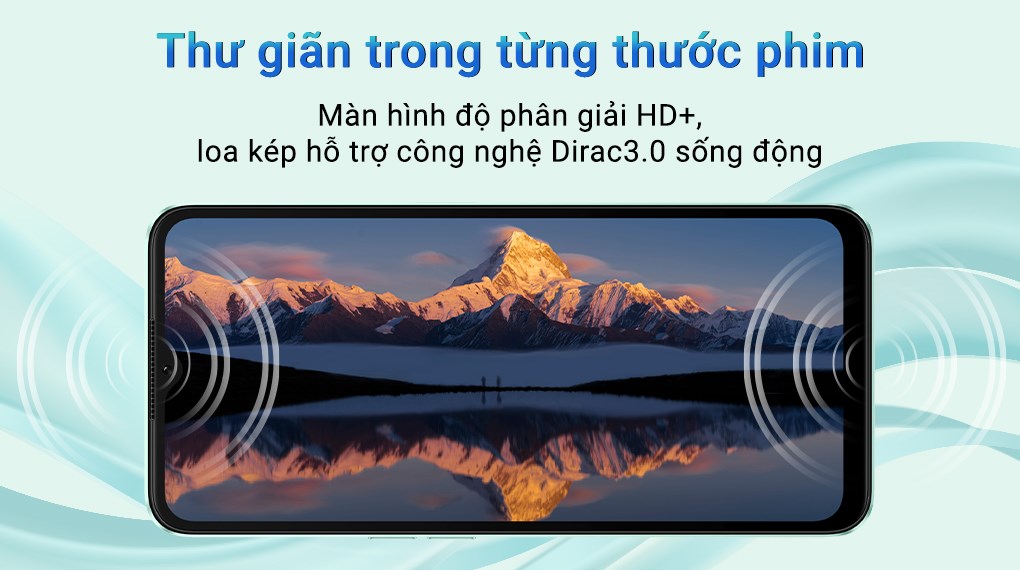 Thư giãn trong từng thước phim
Màn hình độ phân giải HD+,
loa kép hỗ trợ công nghệ Dirac3.0 sống động